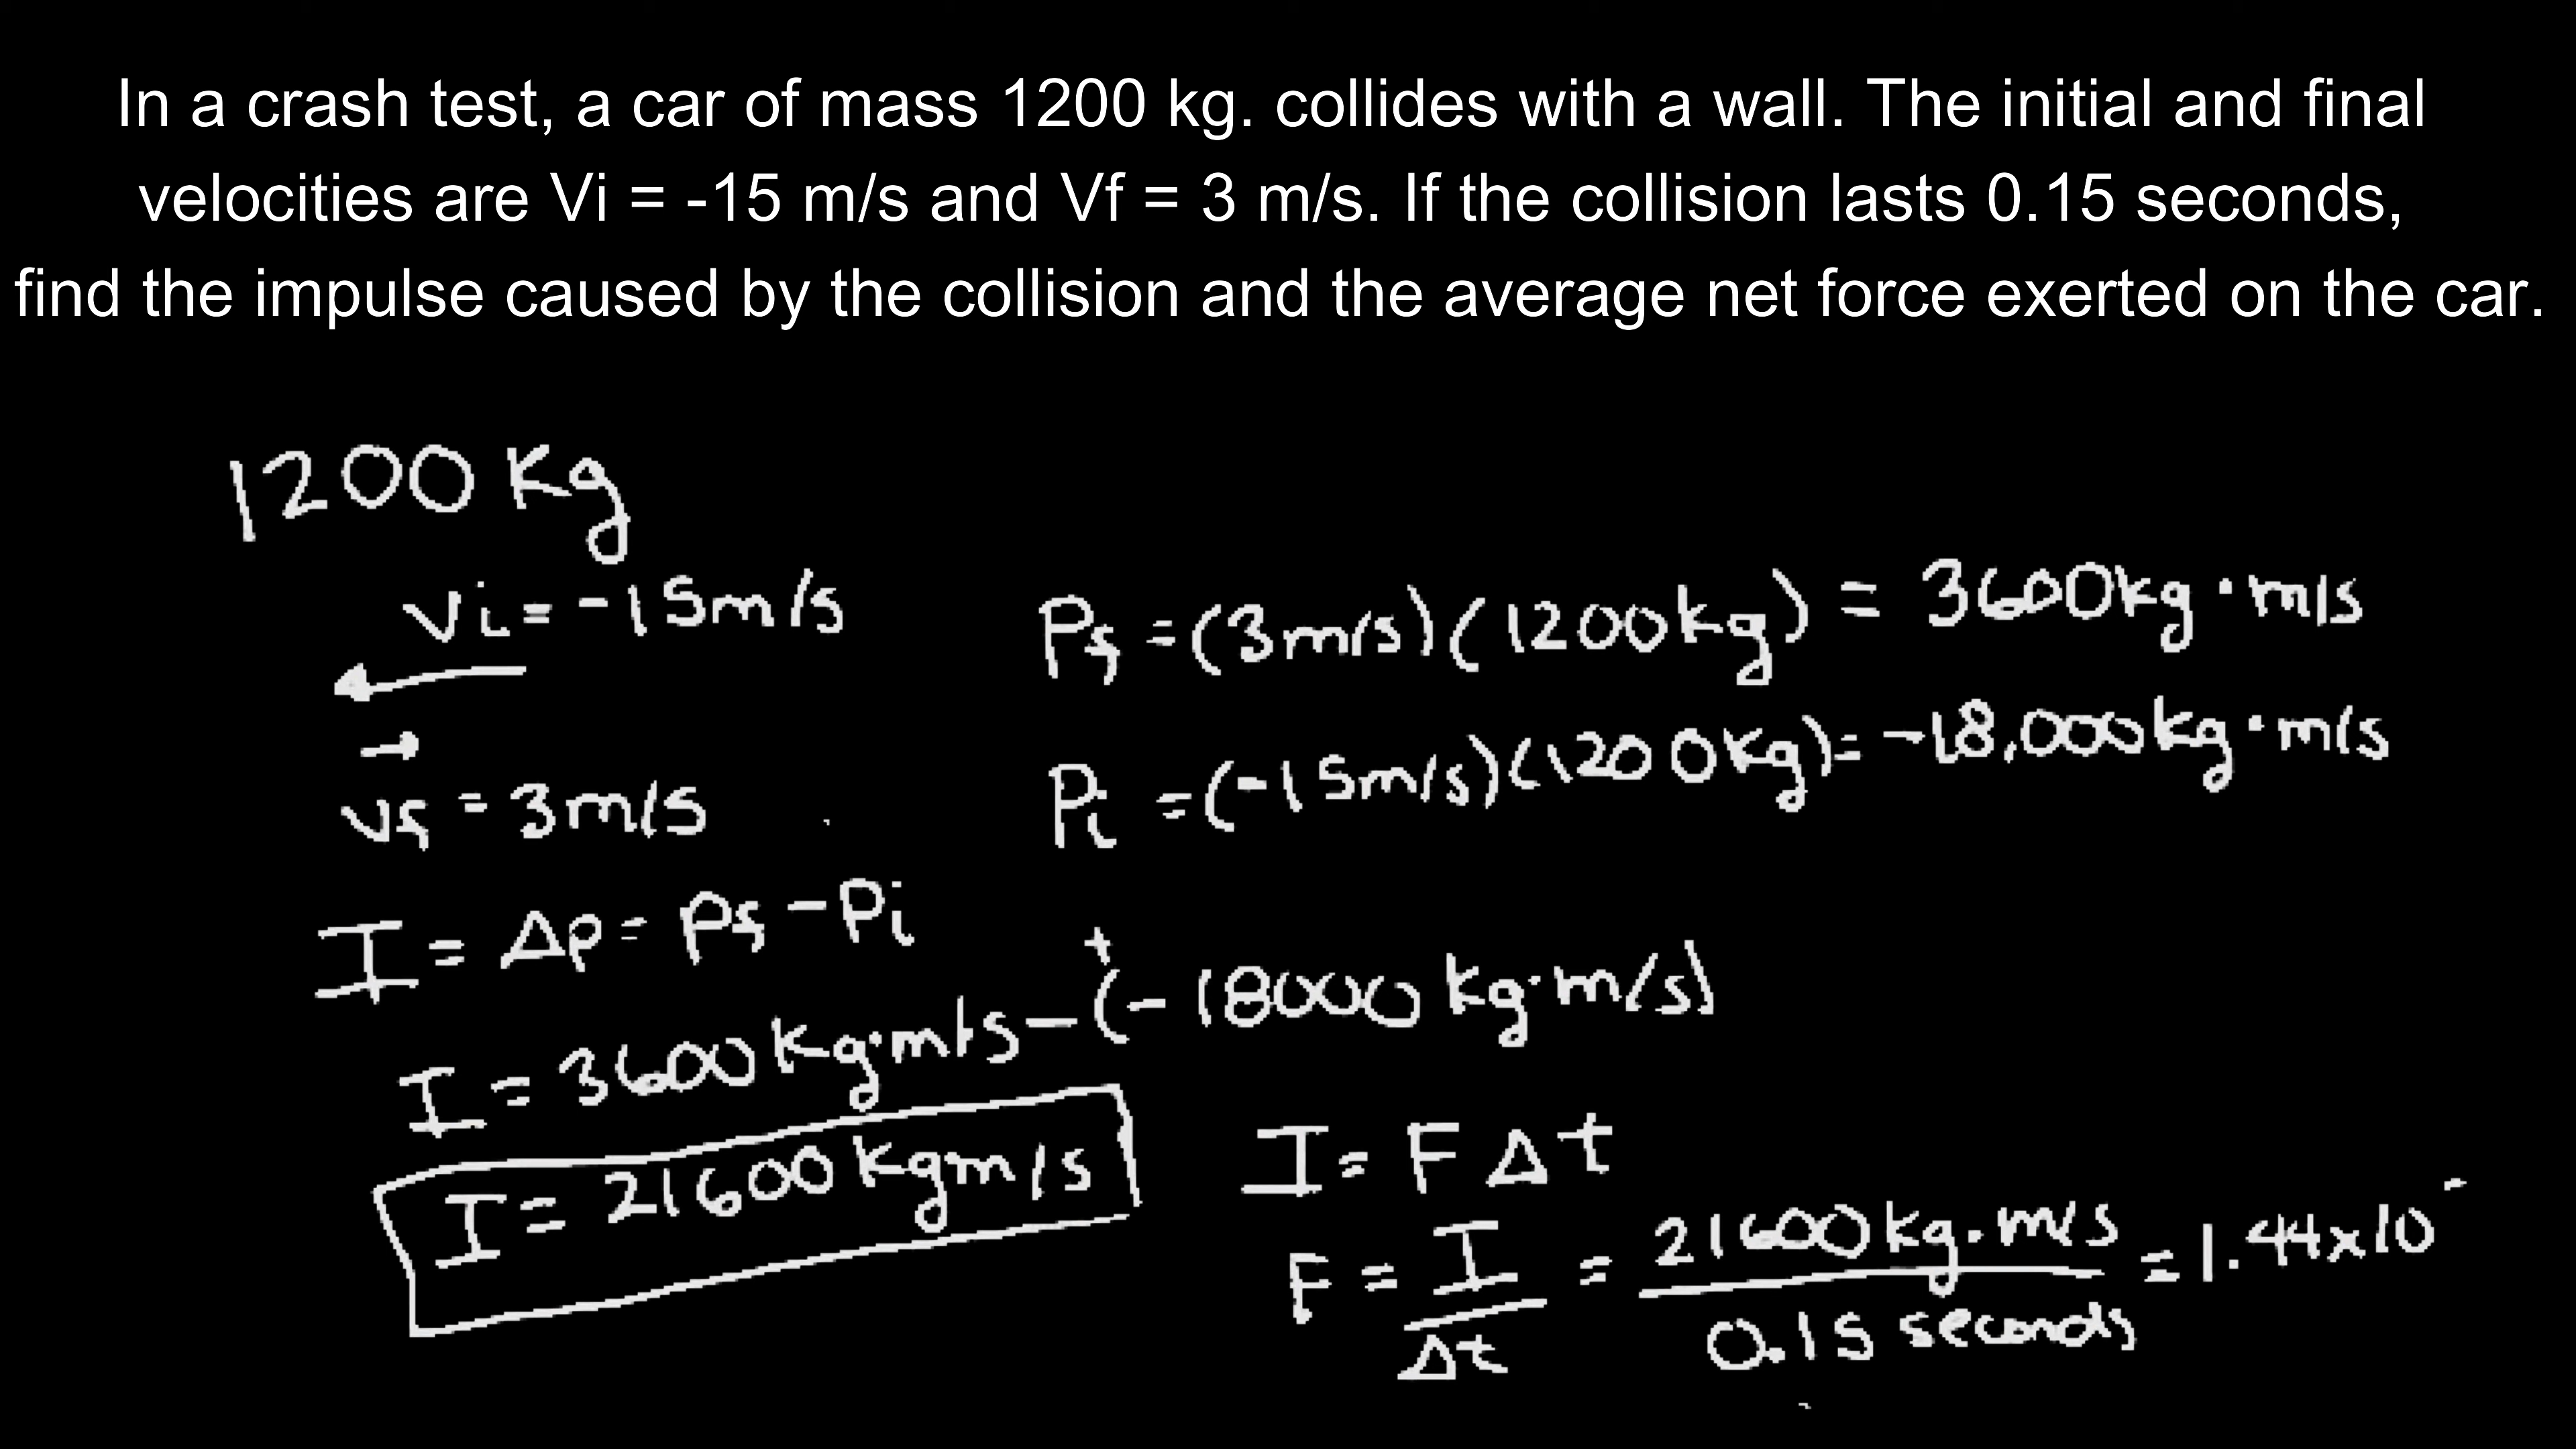 In a crash test, a car of mass 1200 kg. collides with a wall. The initial and final
velocities are Vi = -15 m/s and Vf = 3 m/s. If the collision lasts 0.15 seconds,
find the impulse caused by the collision and the average net force exerted on the car.
1200 kg
Vi = -15m/s
vf = 3m/s
I = Δp = Pf - Pi
I = 3600 kg·m/s - (- 18000 kg·m/s)
+
I = 21600 kgm/s
Pf = (3m/s)(1200kg) = 3600kg·m/s
Pi = (-15m/s)(1200kg) = -18,000kg·m/s
I = F Δt
F = I/Δt = 21600 kg·m/s / 0.15 seconds = 1.44x10